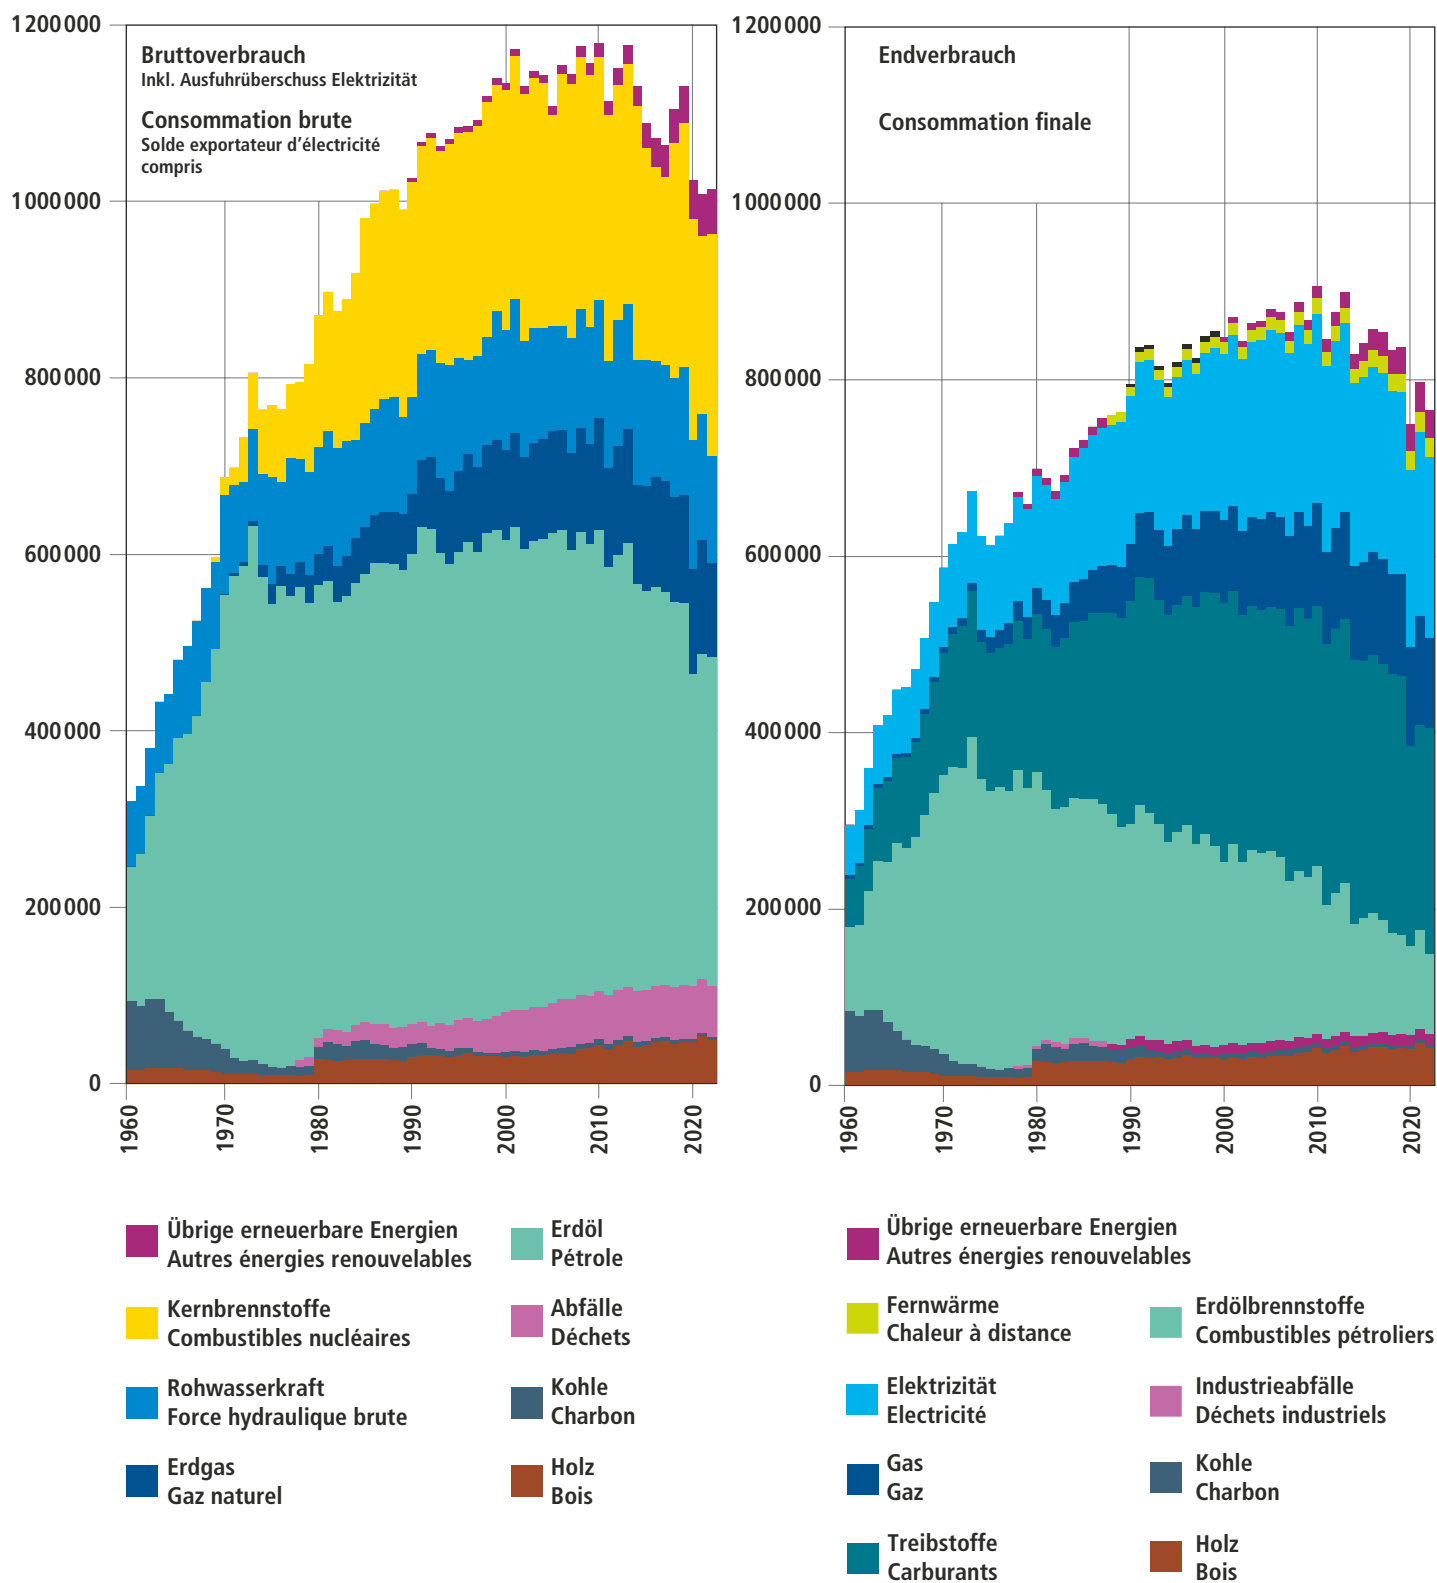 1200000
1000000
800000
600000
400000
200000
0
Bruttoverbrauch
Inkl. Ausfuhrüberschuss Elektrizität
Consommation brute
Solde exportateur d’électricité
compris
1960
1970
1980
1990
2000
2010
2020
1200000
1000000
800000
600000
400000
200000
0
Endverbrauch
Consommation finale
1960
1970
1980
1990
2000
2010
2020
Übrige erneuerbare Energien
Autres énergies renouvelables
Kernbrennstoffe
Combustibles nucléaires
Rohwasserkraft
Force hydraulique brute
Erdgas
Gaz naturel
Erdöl
Pétrole
Abfälle
Déchets
Kohle
Charbon
Holz
Bois
Übrige erneuerbare Energien
Autres énergies renouvelables
Fernwärme
Chaleur à distance
Elektrizität
Electricité
Gas
Gaz
Treibstoffe
Carburants
Erdölbrennstoffe
Combustibles pétroliers
Industrieabfälle
Déchets industriels
Kohle
Charbon
Holz
Bois